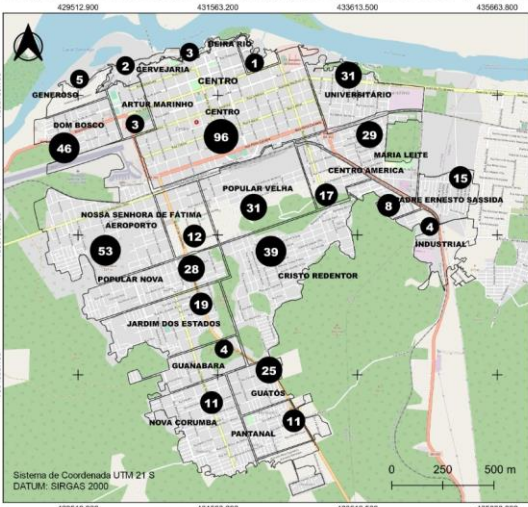 429512.900 431563.200 433613.500 435663.800
BEIRA RIO
3
2
CERVEJARIA
1
5
GENEROSO
CENTRO
31
UNIVERSITÁRIO
ARTUR MARINHO
CENTRO
3
DOM BOSCO
46
96
29
MARIA LEITE
CENTRO AMERICA
15
POPULAR VELHA
17
8
PADRE ERNESTO SASSIDA
31
NOSSA SENHORA DE FÁTIMA
AEROPORTO
12
4
INDUSTRIAL
53
39
28
CRISTO REDENTOR
POPULAR NOVA
19
JARDIM DOS ESTADOS
4
GUANABARA
25
GUATÓS
11
NOVA CORUMBA
11
PANTANAL
Sistema de Coordenada UTM 21 S
DATUM: SIRGAS 2000
0 250 500 m